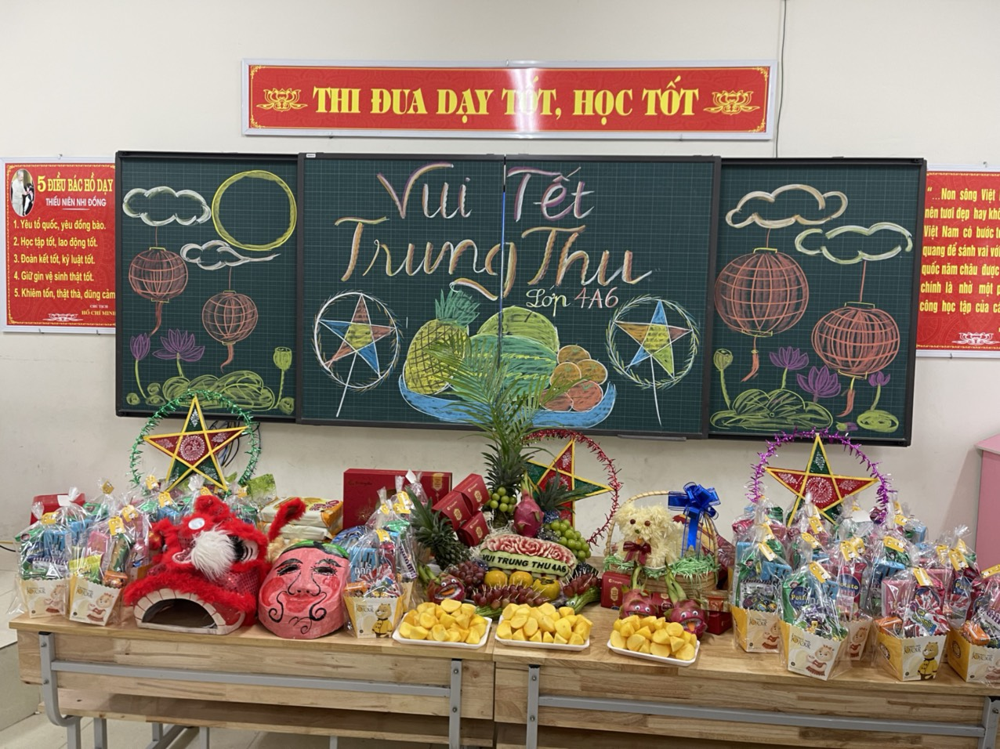 THI ĐUA DẠY TỐT, HỌC TỐT
5 ĐIỀU BÁC HỒ DẠY
THIẾU NIÊN NHI ĐỒNG
1. Yêu tổ quốc, yêu đồng bào.
2. Học tập tốt, lao động tốt.
3. Đoàn kết tốt, kỷ luật tốt.
4. Giữ gìn vệ sinh thật tốt.
5. Khiêm tốn, thật thà, dũng cảm
CHỦ TỊCH
HỒ CHÍ MINH
Vui Tết
Trung Thu
Lớp 4A6
"...Non sông Việt
nên tươi đẹp hay
Việt Nam có bước
quang để sánh vai với
quốc năm châu được
chính là nhờ một
công học tập của
VUI TRUNG THU 4A6